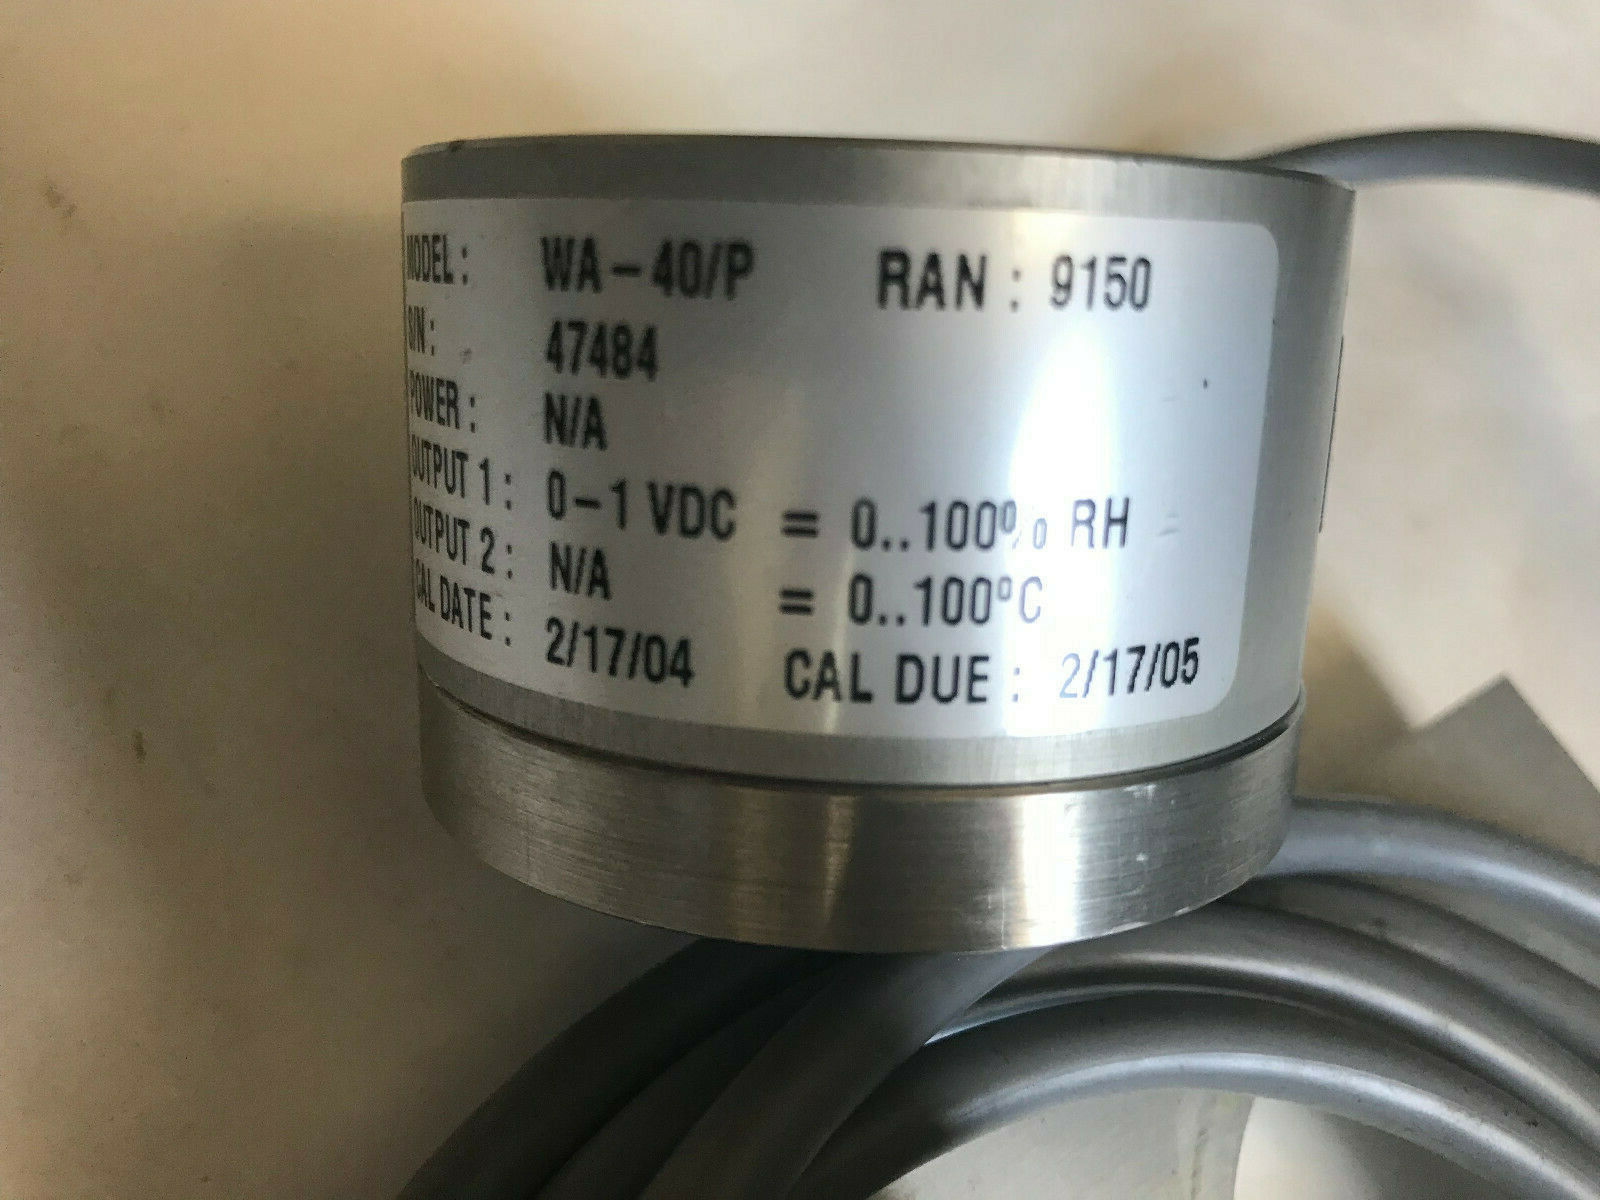 MODEL: WA-40/P RAN: 9150
S/N: 47484
POWER: N/A
OUTPUT 1: 0-1 VDC = 0..100% RH
OUTPUT 2: N/A = 0..100ºC
CAL DATE: 2/17/04 CAL DUE: 2/17/05